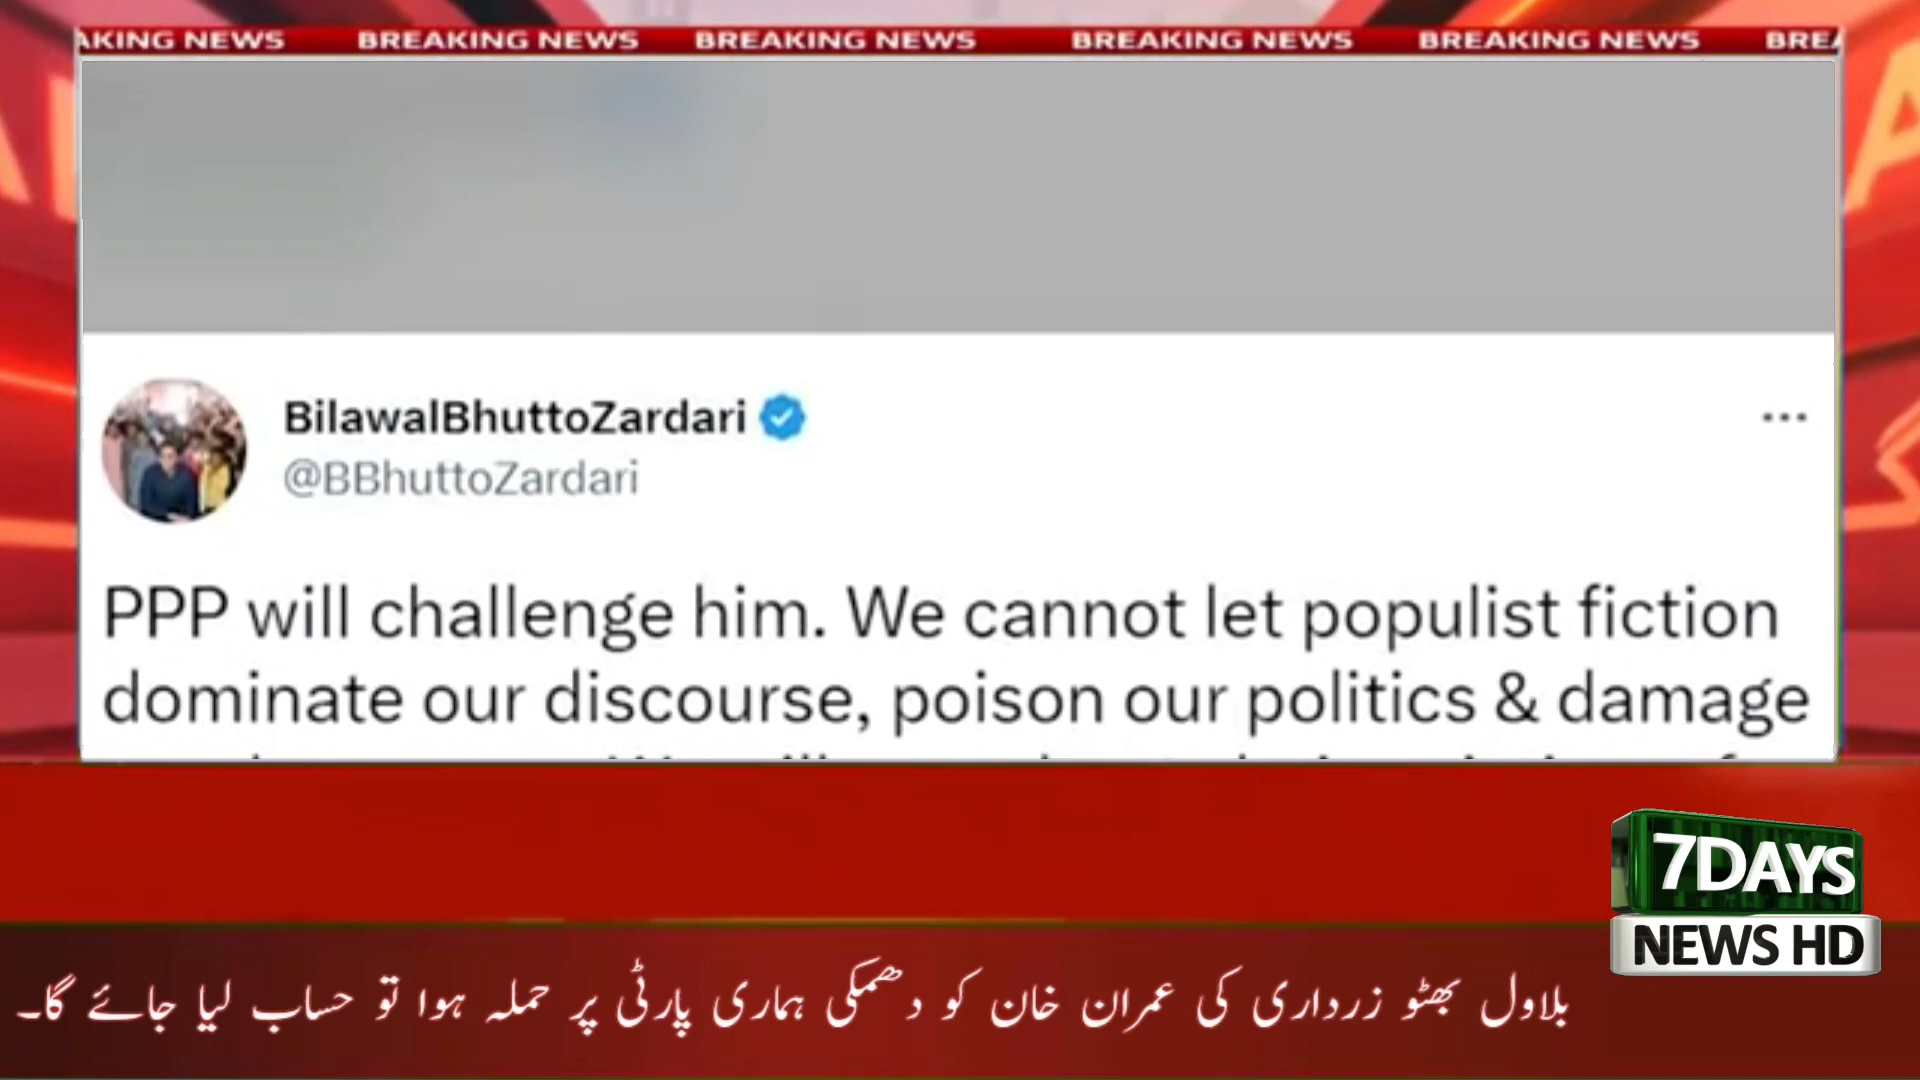 AKING NEWS BREAKING NEWS BREAKING NEWS BREAKING NEWS BREAKING NEWS BREA
BilawalBhuttoZardari
@BBhuttoZardari
PPP will challenge him. We cannot let populist fiction
dominate our discourse, poison our politics & damage
7DAYS
NEWS HD
بلاول بھٹو زرداری کی عمران خان کو دھمکی ہماری پارٹی پر حملہ ہوا تو حساب لیا جائے گا۔